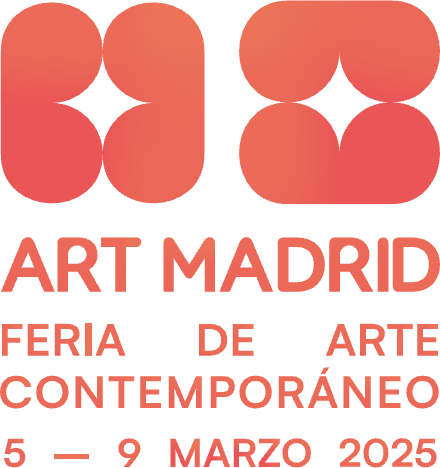 ART MADRID
FERIA DE ARTE
CONTEMPORÁNEO
5 — 9 MARZO 2025